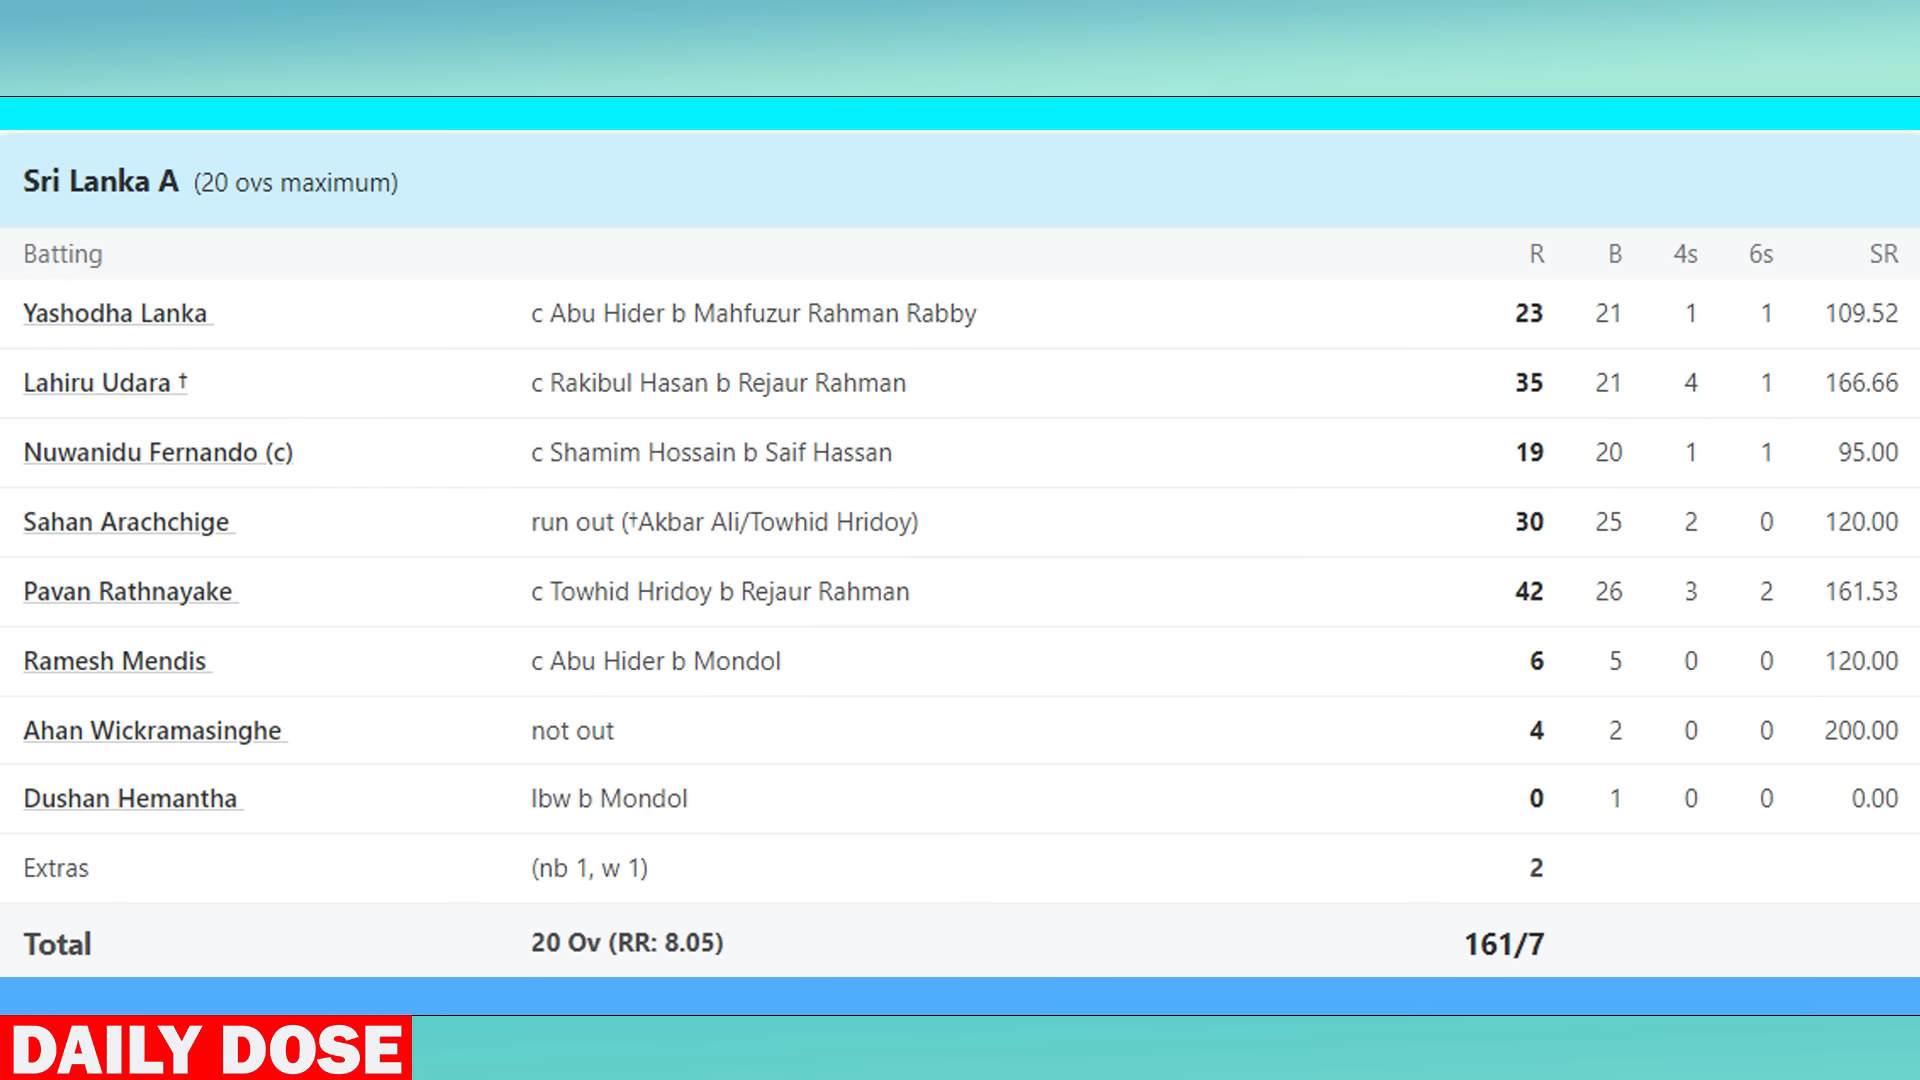 Sri Lanka A (20 ovs maximum)
Batting R B 4s 6s SR
Yashodha Lanka c Abu Hider b Mahfuzur Rahman Rabby 23 21 1 1 109.52
Lahiru Udara † c Rakibul Hasan b Rejaur Rahman 35 21 4 1 166.66
Nuwanidu Fernando (c) c Shamim Hossain b Saif Hassan 19 20 1 1 95.00
Sahan Arachchige run out (†Akbar Ali/Towhid Hridoy) 30 25 2 0 120.00
Pavan Rathnayake c Towhid Hridoy b Rejaur Rahman 42 26 3 2 161.53
Ramesh Mendis c Abu Hider b Mondol 6 5 0 0 120.00
Ahan Wickramasinghe not out 4 2 0 0 200.00
Dushan Hemantha lbw b Mondol 0 1 0 0 0.00
Extras (nb 1, w 1) 2
Total 20 Ov (RR: 8.05) 161/7
DAILY DOSE